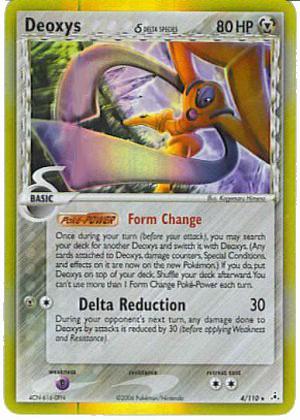 Deoxys δ DELTA SPECIES 80 HP
BASIC
Illus. Kagemaru Himeno
Poké-POWER Form Change
Once during your turn (before your attack), you may search
your deck for another Deoxys and switch it with Deoxys. (Any
cards attached to Deoxys, damage counters, Special Conditions,
and effects on it are now on the new Pokémon.) If you do, put
Deoxys on top of your deck. Shuffle your deck afterward. You
can't use more than 1 Form Change Poké-Power each turn.
Delta Reduction 30
During your opponent's next turn, any damage done to
Deoxys by attacks is reduced by 30 (before applying Weakness
and Resistance).
weakness resistance retreat cost
4CN-616-0P4 ©2006 Pokémon/Nintendo 4/110 ★